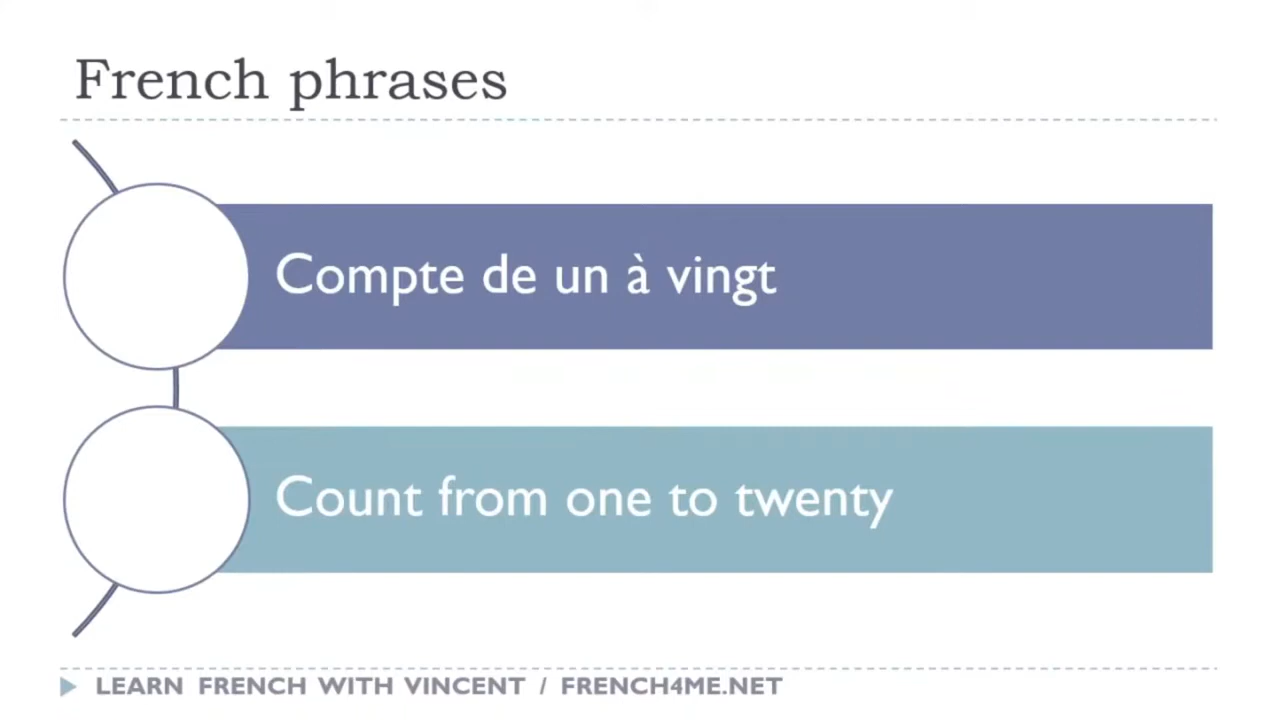 French phrases
Compte de un à vingt
Count from one to twenty
LEARN FRENCH WITH VINCENT / FRENCH4ME.NET